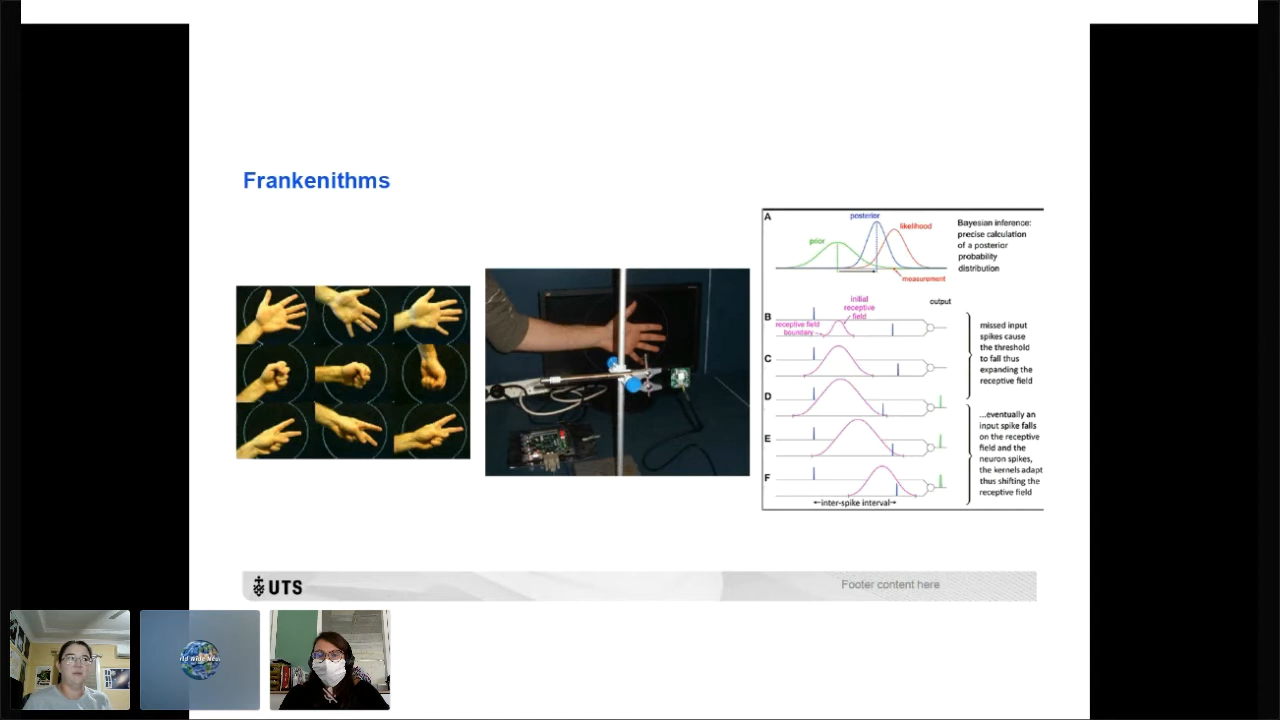 Frankenithms
A
posterior
likelihood
prior
measurement
Bayesian inference:
precise calculation
of a posterior
probability
distribution
initial
receptive
field
output
B
receptive field
boundary
C
D
E
F
missed input
spikes cause
the threshold
to fall thus
expanding the
receptive field
...eventually an
input spike falls
on the receptive
field and the
neuron spikes,
the kernels adapt
thus shifting the
receptive field
inter-spike interval
UTS
Footer content here